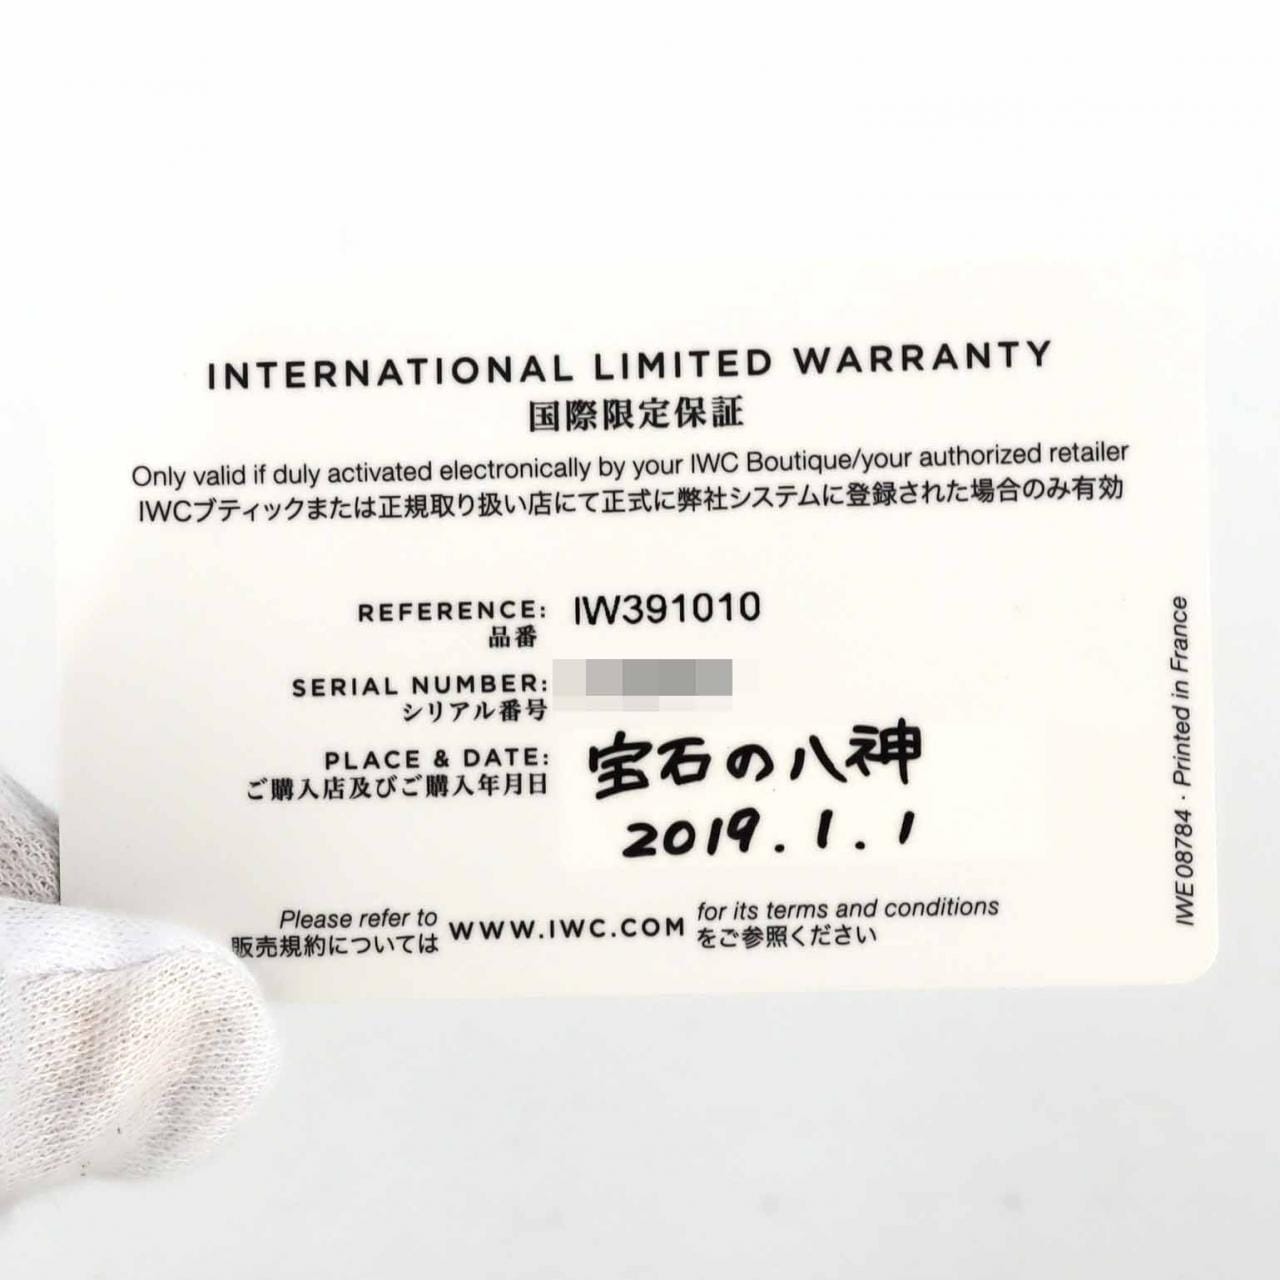 INTERNATIONAL LIMITED WARRANTY
国際限定保証
Only valid if duly activated electronically by your IWC Boutique/your authorized retailer
IWCブティックまたは正規取り扱い店にて正式に弊社システムに登録された場合のみ有効
REFERENCE: IW391010
品番
SERIAL NUMBER:
シリアル番号
PLACE & DATE: 宝石の八神
ご購入店及びご購入年月日
2019.1.1
Please refer to WWW.IWC.COM for its terms and conditions
販売規約については をご参照ください
IWE08784 · Printed in France